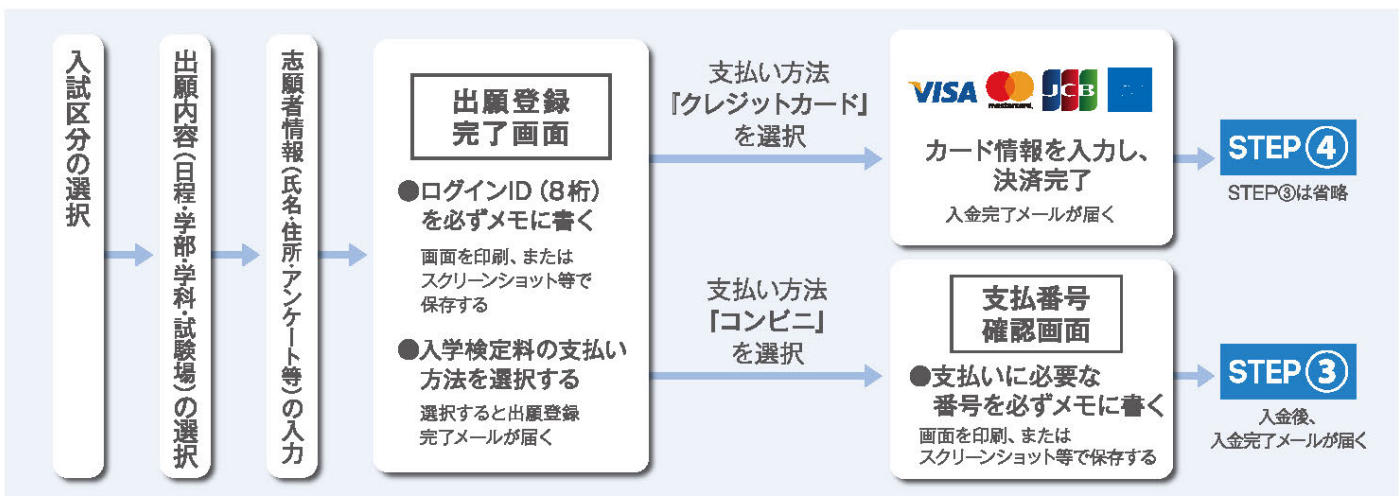 入試区分の選択
出願内容(日程・学部・学科・試験場)の選択
志願者情報(氏名・住所・アンケート等)の入力
出願登録
完了画面
●ログインID(8桁)
を必ずメモに書く
画面を印刷、または
スクリーンショット等で
保存する
●入学検定料の支払い
方法を選択する
選択すると出願登録
完了メールが届く
支払い方法
『クレジットカード』
を選択
VISA mastercard. JCB
カード情報を入力し、
決済完了
入金完了メールが届く
STEP④
STEP③は省略
支払い方法
『コンビニ』
を選択
支払番号
確認画面
●支払いに必要な
番号を必ずメモに書く
画面を印刷、または
スクリーンショット等で保存する
STEP③
入金後、
入金完了メールが届く